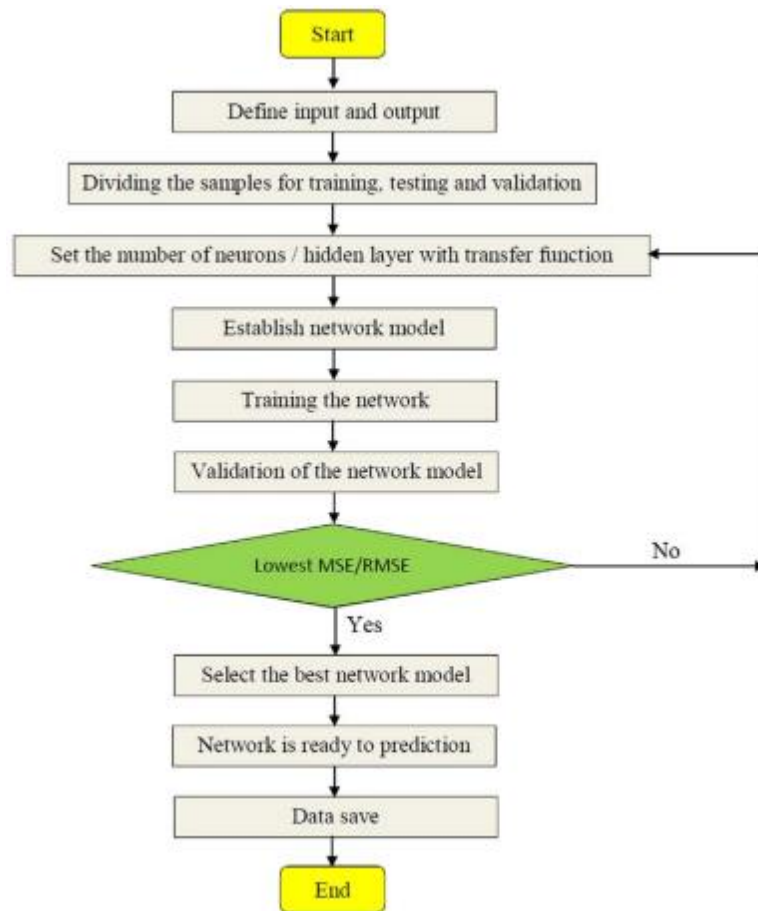 Start
Define input and output
Dividing the samples for training, testing and validation
Set the number of neurons / hidden layer with transfer function
Establish network model
Training the network
Validation of the network model
Lowest MSE/RMSE
No
Yes
Select the best network model
Network is ready to prediction
Data save
End